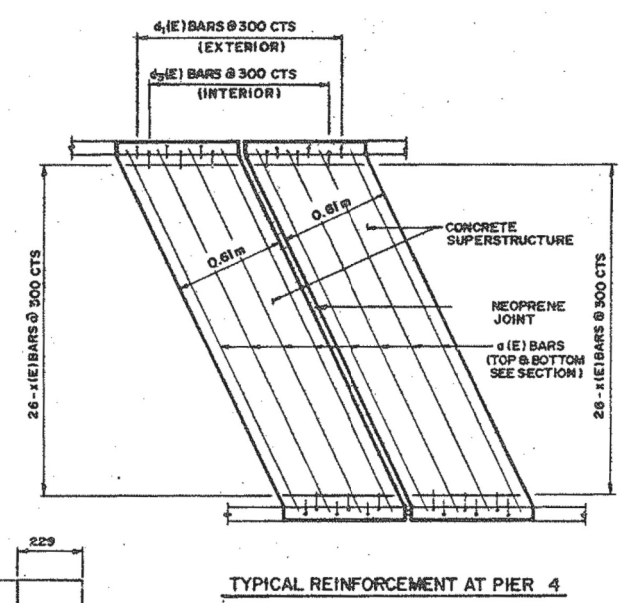 d₁(E) BARS @ 300 CTS
(EXTERIOR)
d₃(E) BARS @ 300 CTS
(INTERIOR)
0.61m
0.61m
CONCRETE
SUPERSTRUCTURE
NEOPRENE
JOINT
a(E) BARS
(TOP & BOTTOM
SEE SECTION)
26-x(E) BARS @ 300 CTS
26-x(E) BARS @ 300 CTS
229
TYPICAL REINFORCEMENT AT PIER 4